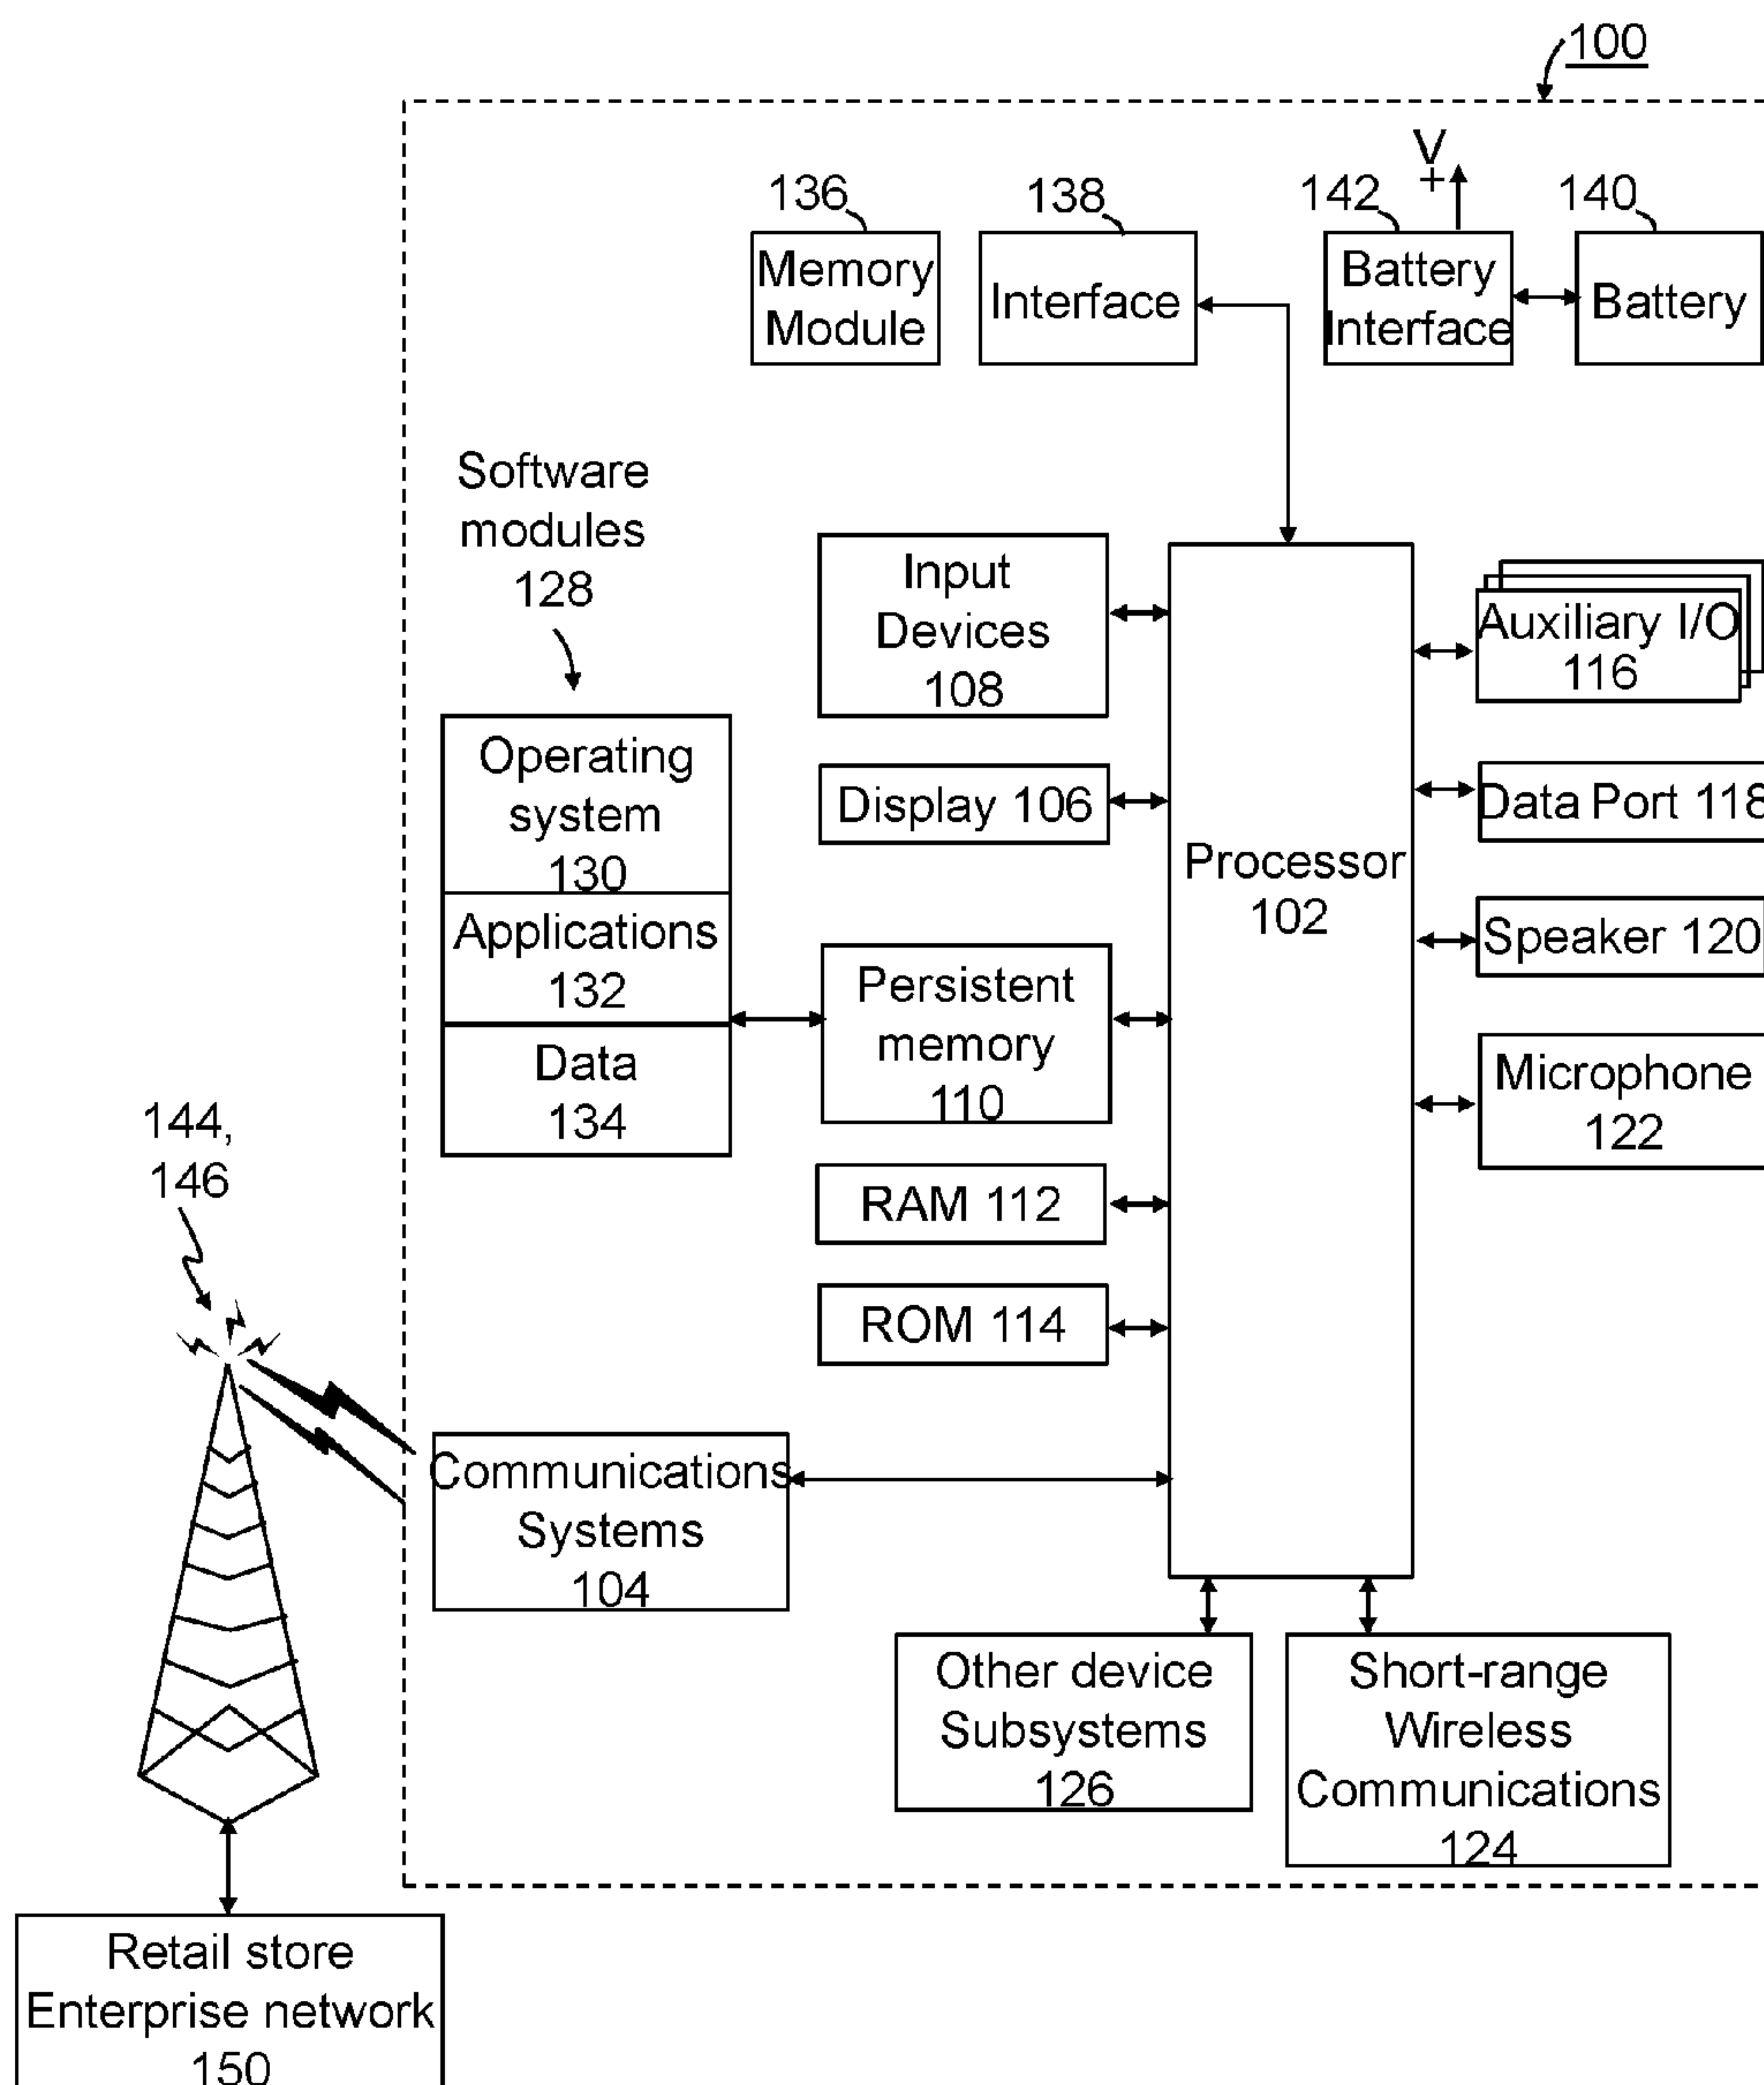 100
V
+
136
138
142
140
Memory
Module
Interface
Battery
Interface
Battery
Software
modules
128
Input
Devices
108
Auxiliary I/O
116
Operating
system
130
Display 106
Data Port 118
Processor
102
Applications
132
Speaker 120
Persistent
memory
110
Data
134
Microphone
122
144,
146
RAM 112
ROM 114
Communications
Systems
104
Other device
Subsystems
126
Short-range
Wireless
Communications
124
Retail store
Enterprise network
150